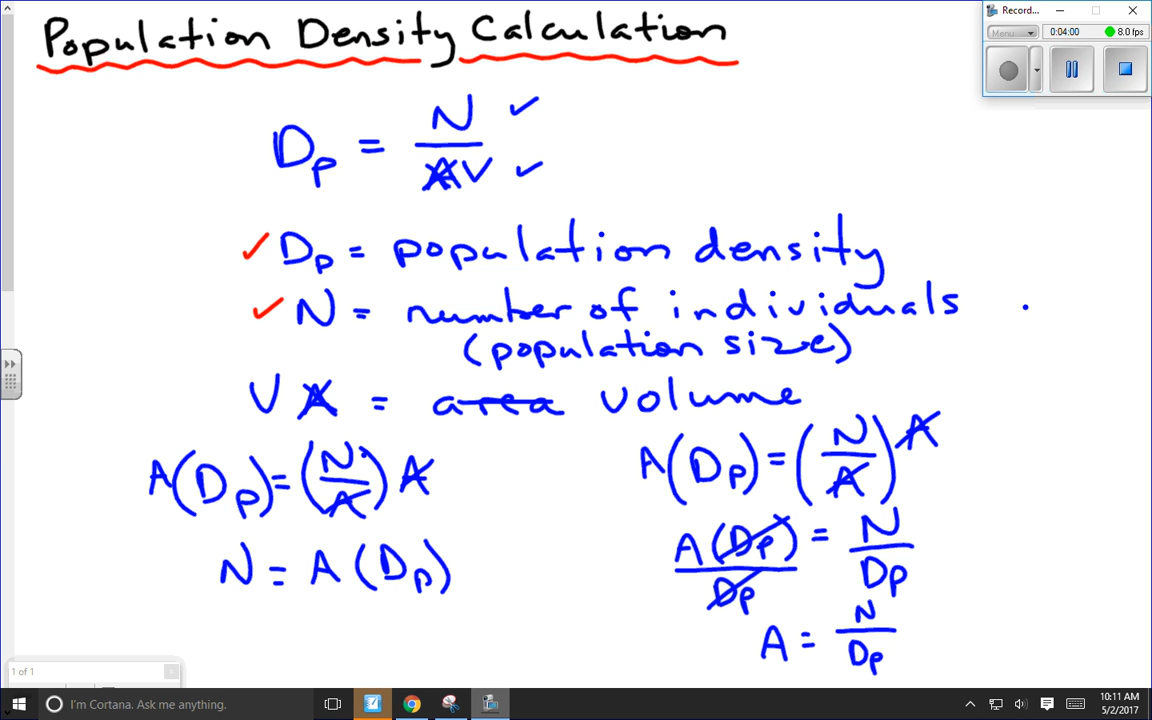 Population Density Calculation
Record...
Menu
0:04:00
8.0 fps
Dp = N / A V
Dp = population density
N = number of individuals
(population size)
V A = area volume
A(Dp) = (N/A) A
N = A(Dp)
A(Dp) = (N/A) A
A(Dp)/Dp = N/Dp
A = N/Dp
1 of 1
I'm Cortana. Ask me anything.
10:11 AM
5/2/2017